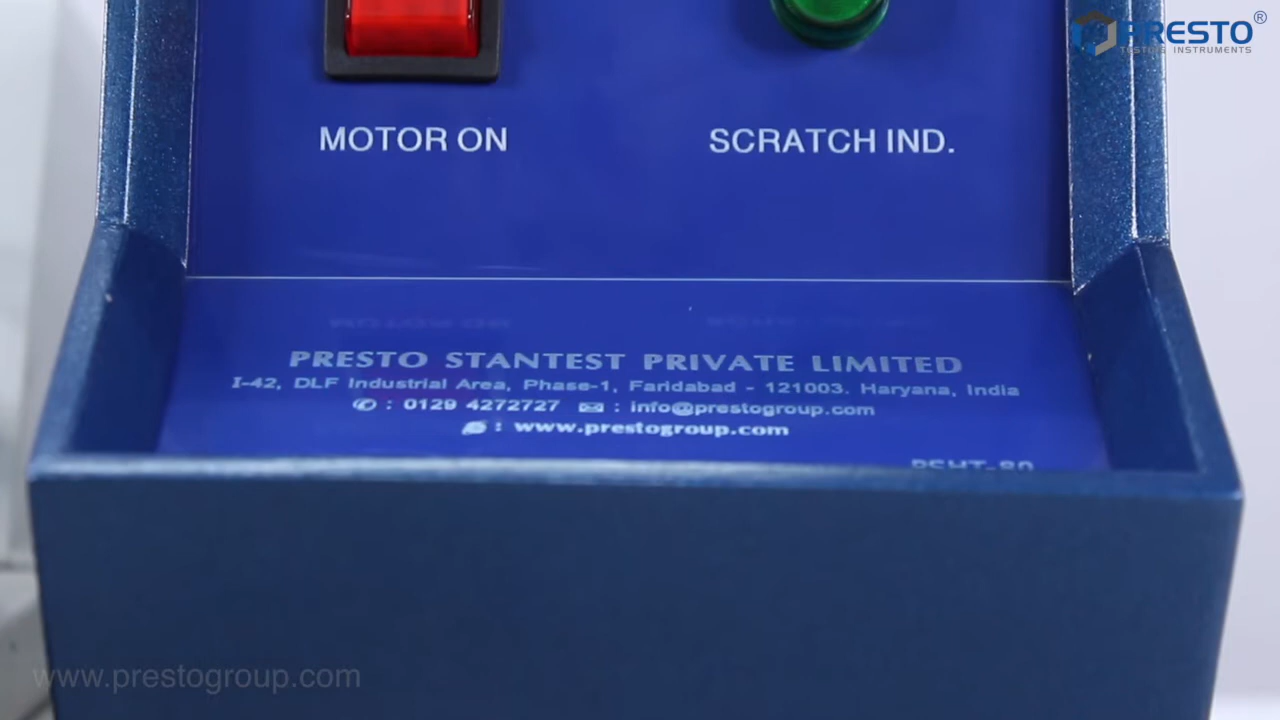 PRESTO®
TESTING INSTRUMENTS
MOTOR ON
SCRATCH IND.
PRESTO STANTEST PRIVATE LIMITED
I-42, DLF Industrial Area, Phase-1, Faridabad - 121003. Haryana, India
: 0129 4272727 : info@prestogroup.com
: www.prestogroup.com
www.prestogroup.com